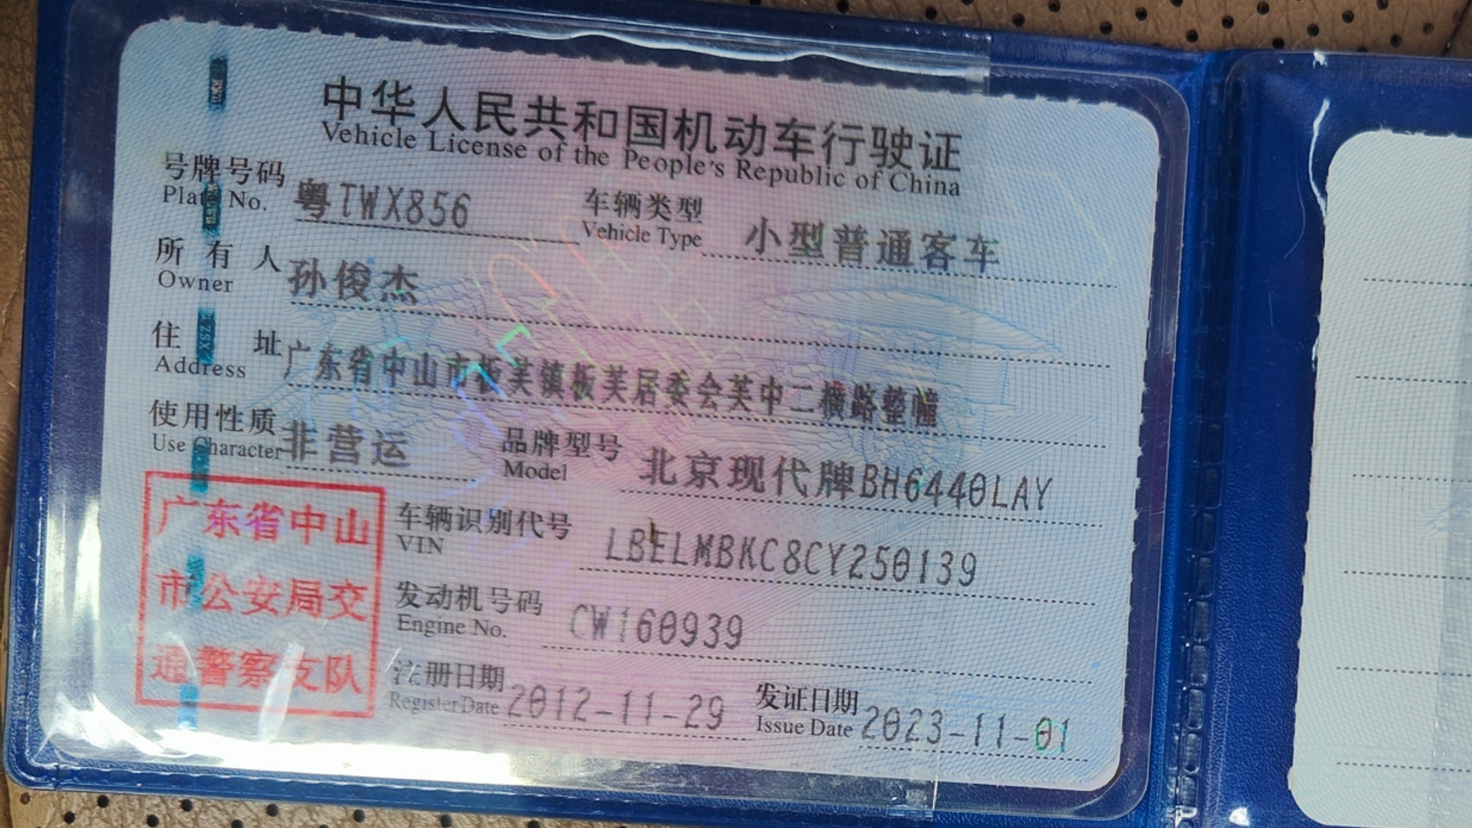 中华人民共和国机动车行驶证
Vehicle License of the People's Republic of China
号牌号码 粤TWX856 车辆类型 小型普通客车
Plate No. Vehicle Type
所有人 孙俊杰
Owner
住址 广东省中山市板芙镇板芙居委会芙中二横路整幢
Address
使用性质 非营运 品牌型号 北京现代牌BH6440LAY
Use Character Model
车辆识别代号 LBELMBKC8CY250139
VIN
发动机号码 CW160939
Engine No.
注册日期 2012-11-29 发证日期 2023-11-01
Register Date Issue Date
广东省中山
市公安局交
通警察支队